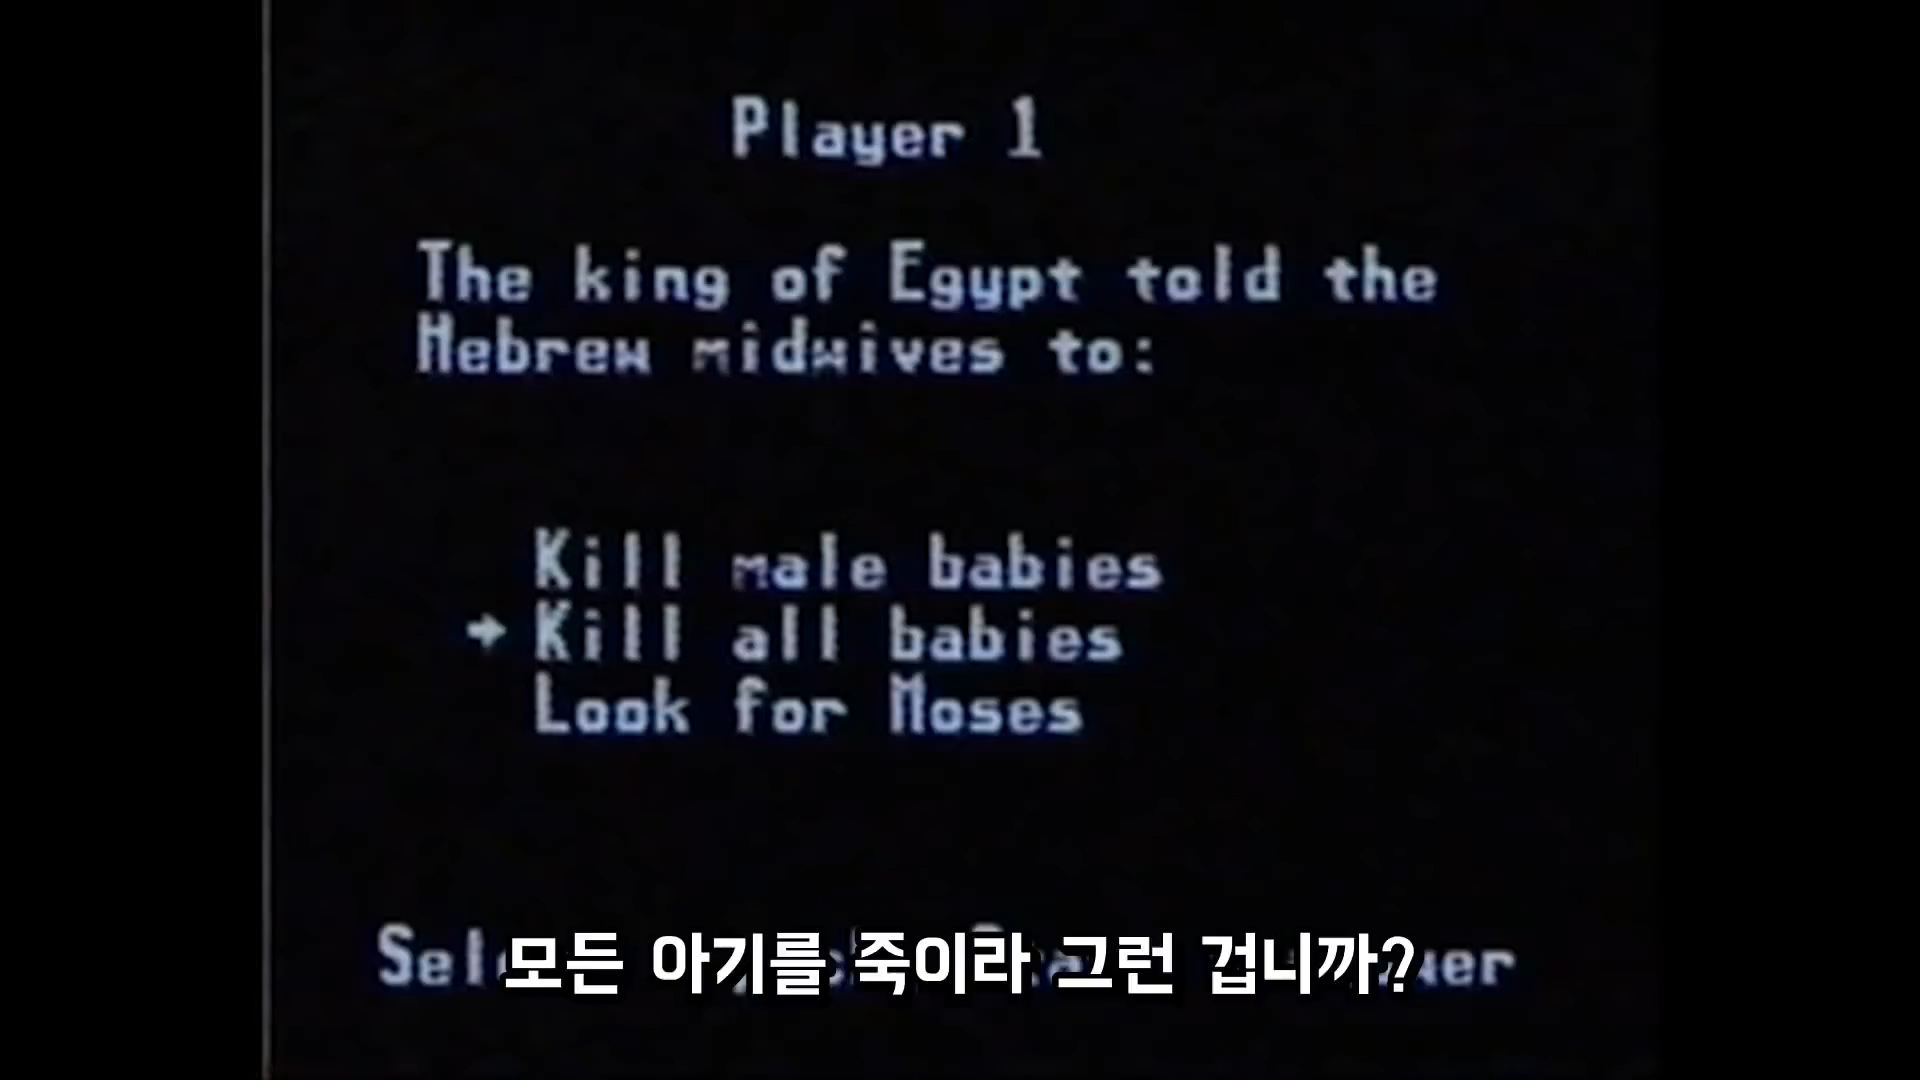 Player 1
The king of Egypt told the
Hebrew midwives to:
Kill male babies
→ Kill all babies
Look for Moses
모든 아기를 죽이라 그런 겁니까?